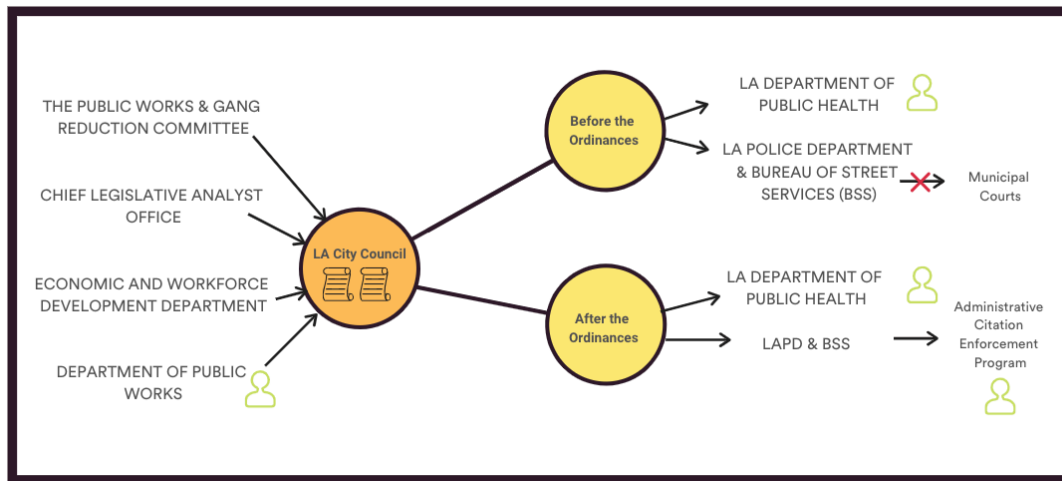 THE PUBLIC WORKS & GANG
REDUCTION COMMITTEE
CHIEF LEGISLATIVE ANALYST
OFFICE
ECONOMIC AND WORKFORCE
DEVELOPMENT DEPARTMENT
DEPARTMENT OF PUBLIC
WORKS
LA City Council
Before the
Ordinances
LA DEPARTMENT OF
PUBLIC HEALTH
LA POLICE DEPARTMENT
& BUREAU OF STREET
SERVICES (BSS)
Municipal
Courts
After the
Ordinances
LA DEPARTMENT OF
PUBLIC HEALTH
LAPD & BSS
Administrative
Citation
Enforcement
Program